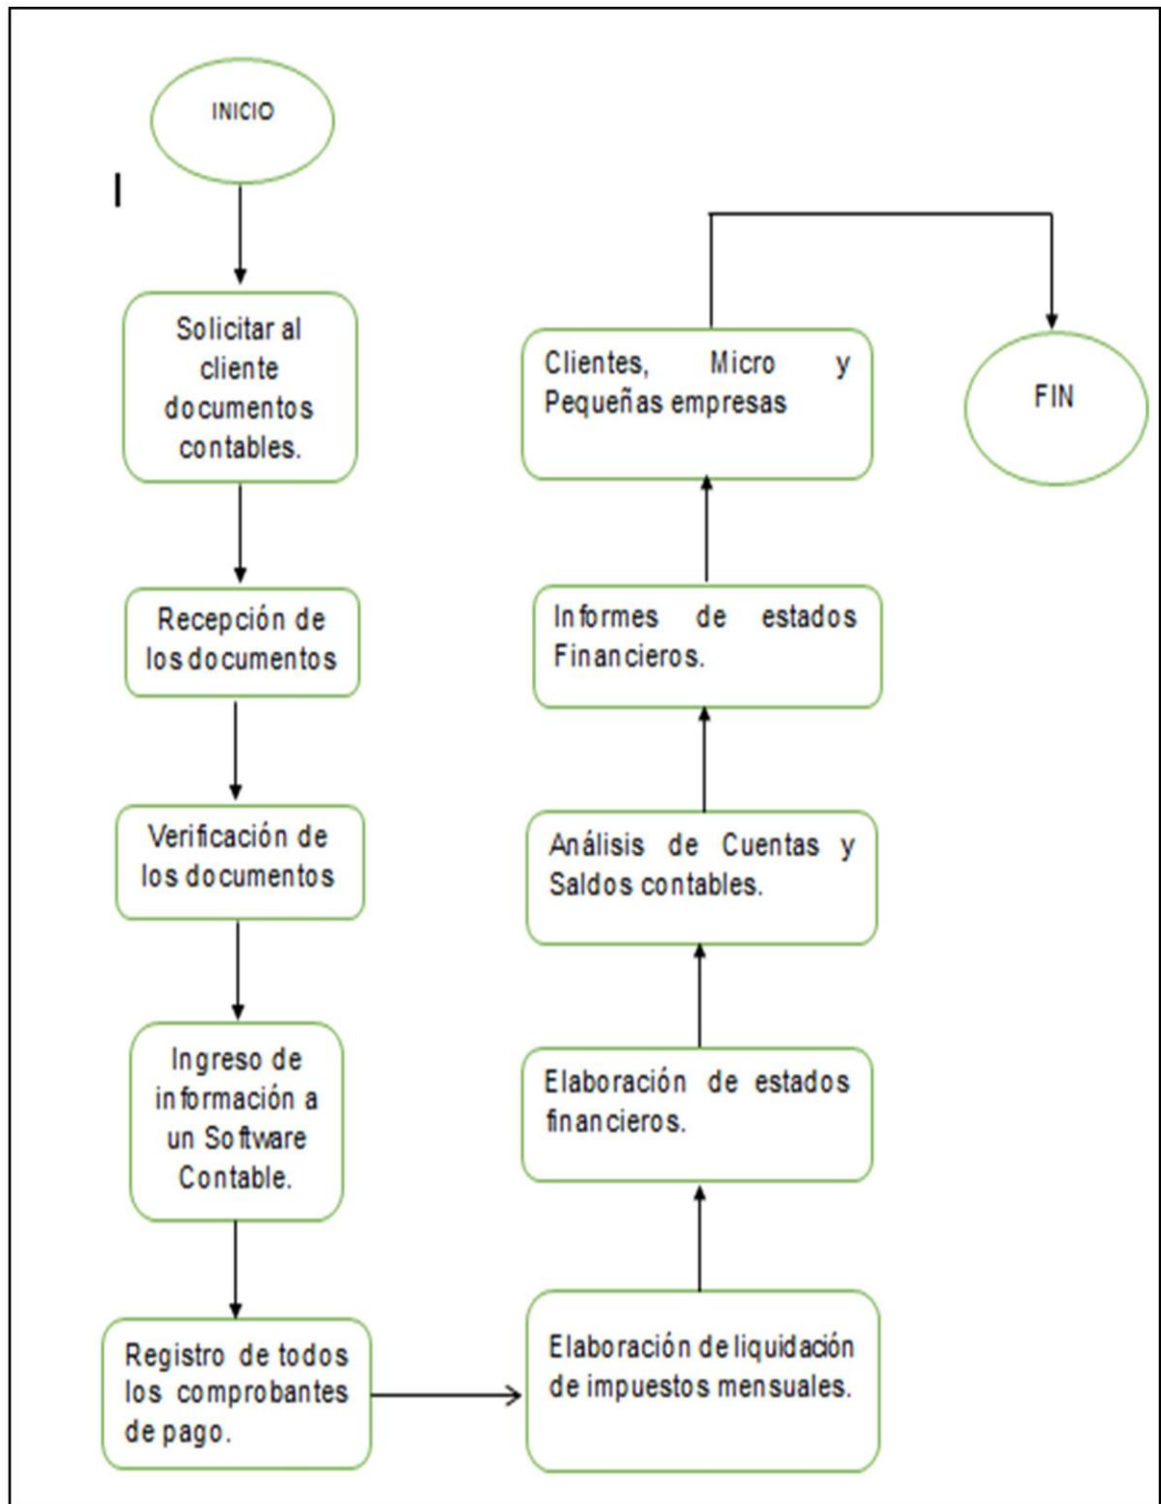 INICIO
Solicitar al
cliente
documentos
contables.
Recepción de
los documentos
Verificación de
los documentos
Ingreso de
información a
un Software
Contable.
Registro de todos
los comprobantes
de pago.
Elaboración de liquidación
de impuestos mensuales.
Elaboración de estados
financieros.
Análisis de Cuentas y
Saldos contables.
Informes de estados
Financieros.
Clientes, Micro y
Pequeñas empresas
FIN